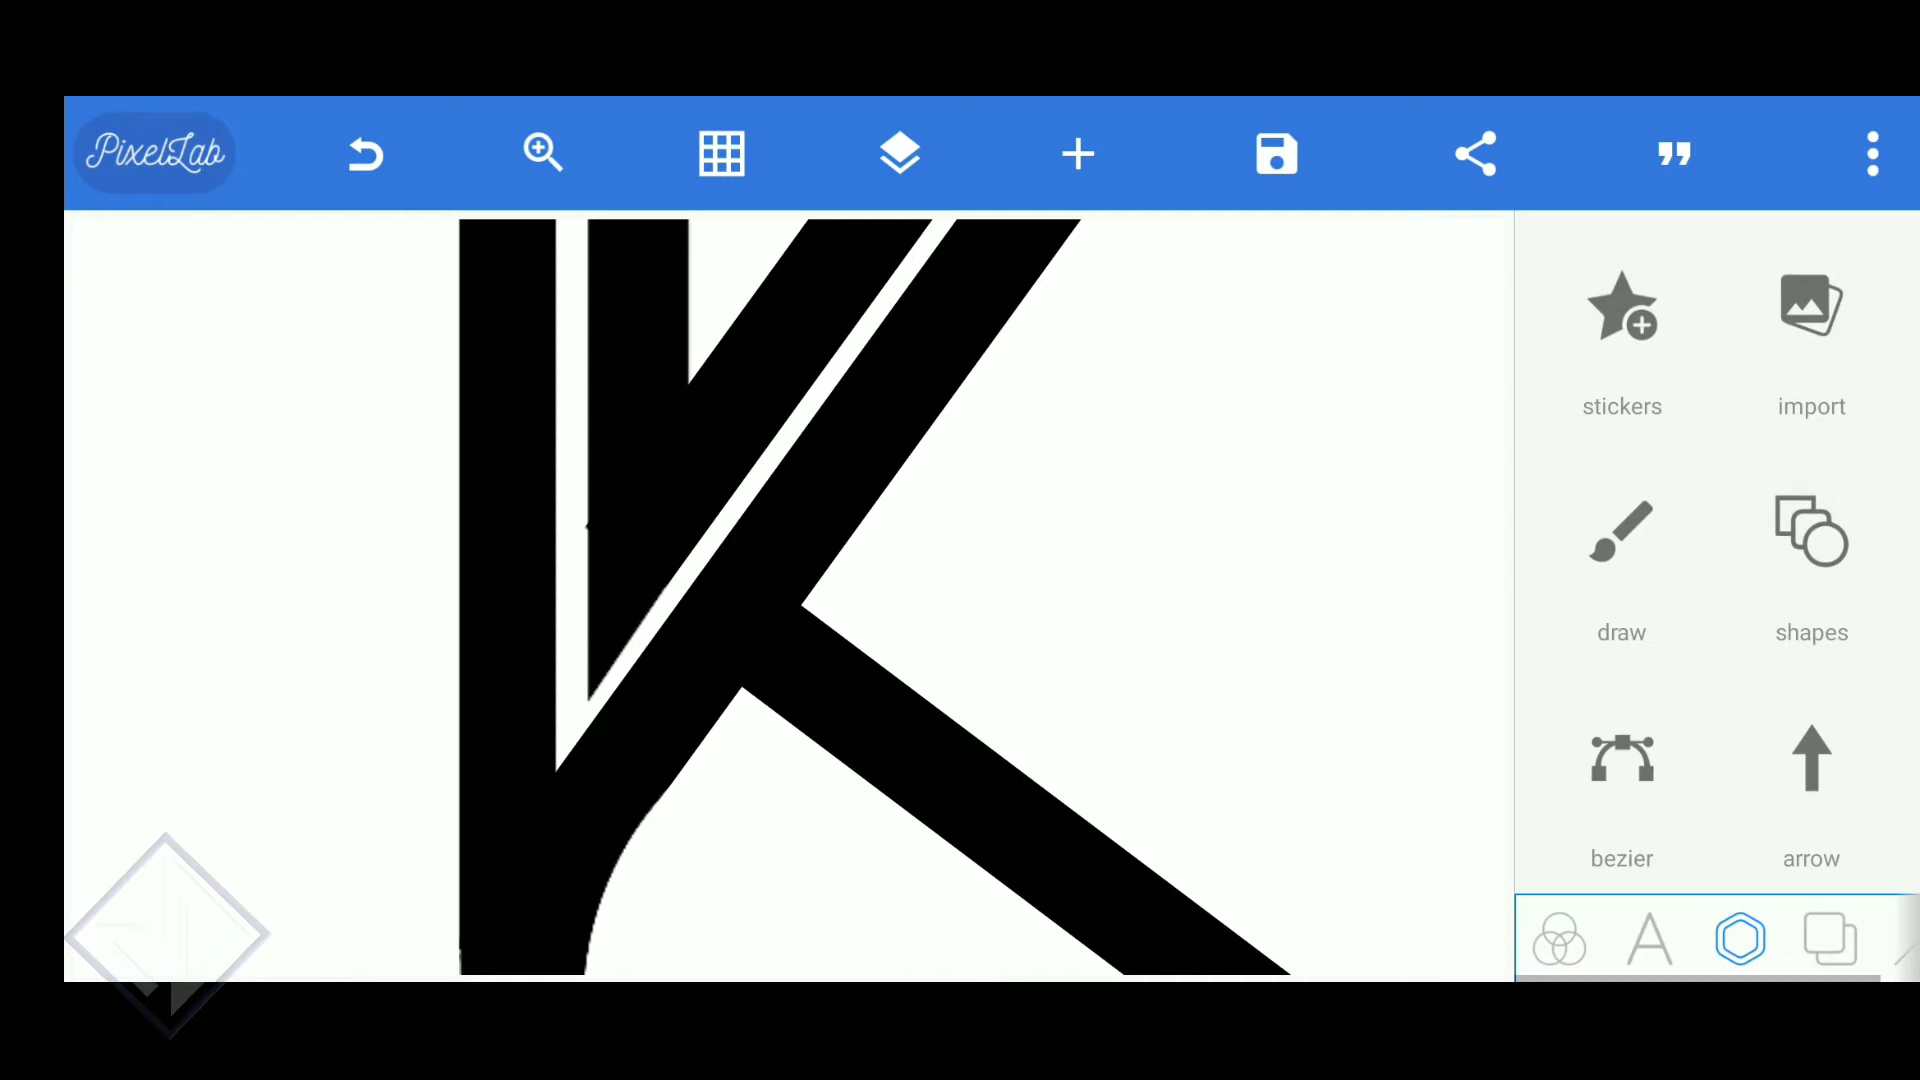 PixelLab
K
stickers
import
draw
shapes
bezier
arrow